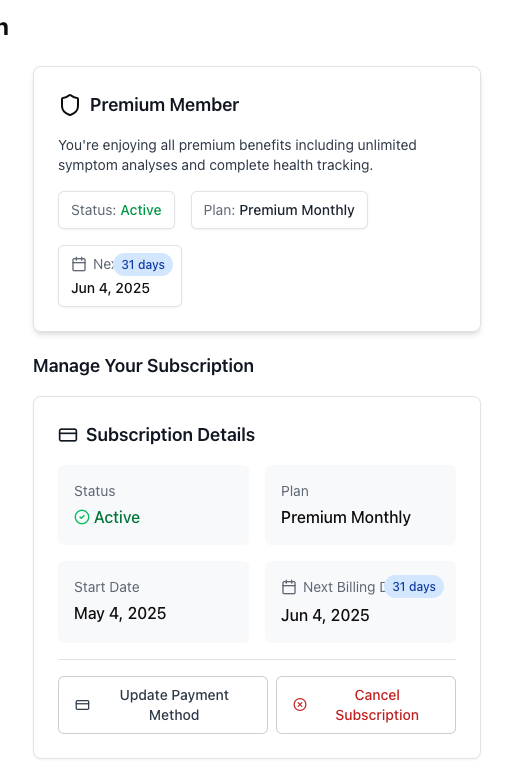 Premium Member
You're enjoying all premium benefits including unlimited
symptom analyses and complete health tracking.
Status: Active
Plan: Premium Monthly
31 days
Jun 4, 2025
Manage Your Subscription
Subscription Details
Status
Active
Plan
Premium Monthly
Start Date
May 4, 2025
Next Billing 31 days
Jun 4, 2025
Update Payment
Method
Cancel
Subscription